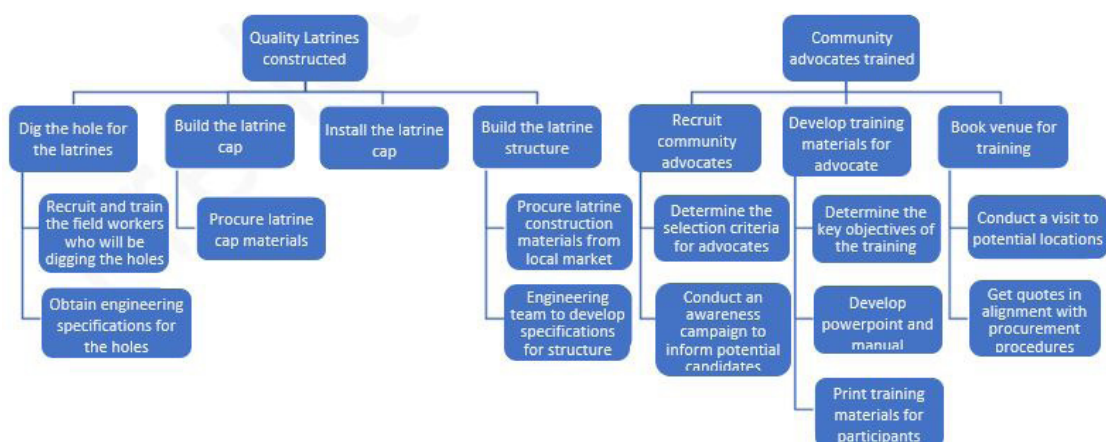 Quality Latrines
constructed
Community
advocates trained
Dig the hole for
the latrines
Build the latrine
cap
Install the latrine
cap
Build the latrine
structure
Recruit
community
advocates
Develop training
materials for
advocate
Book venue for
training
Recruit and train
the field workers
who will be
digging the holes
Procure latrine
cap materials
Procure latrine
construction
materials from
local market
Determine the
selection criteria
for advocates
Determine the
key objectives
of the training
Conduct a visit to
potential locations
Obtain engineering
specifications for
the holes
Engineering
team to develop
specifications
for structure
Conduct an
awareness
campaign to
inform potential
candidates
Develop
powerpoint and
manual
Get quotes in
alignment with
procurement
procedures
Print training
materials for
participants